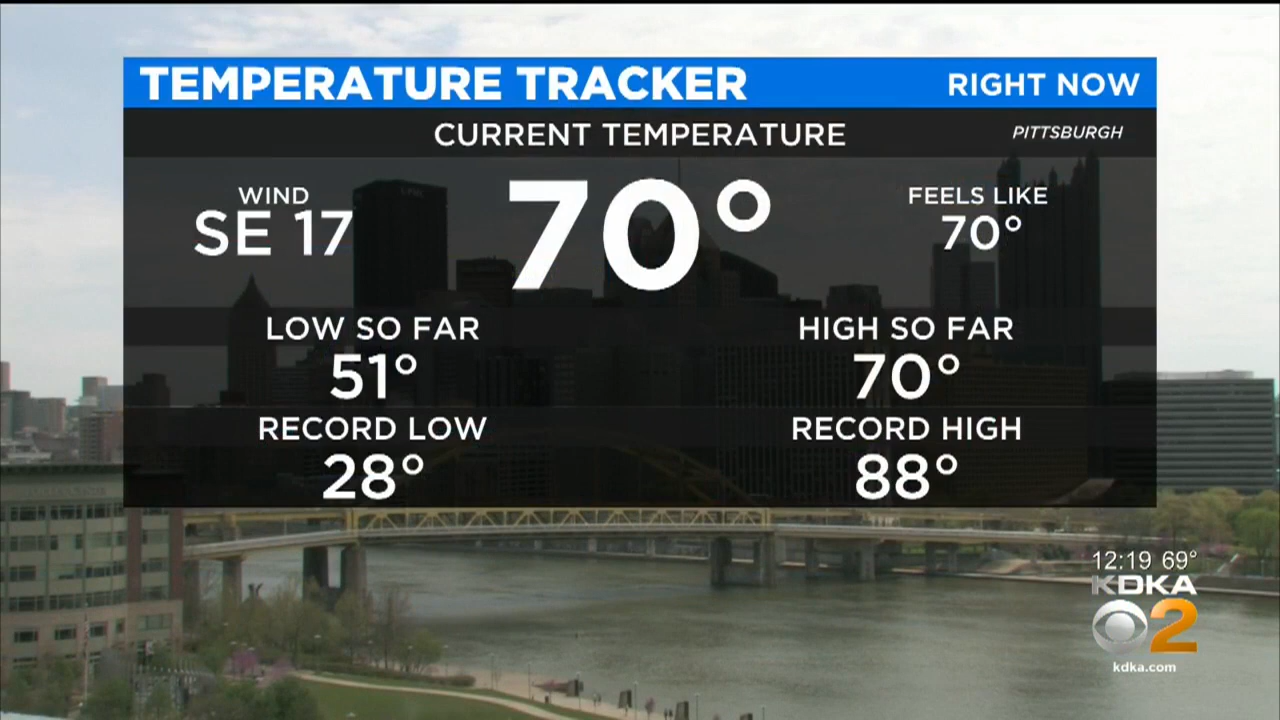 TEMPERATURE TRACKER
RIGHT NOW
CURRENT TEMPERATURE
PITTSBURGH
WIND
SE 17
70°
FEELS LIKE
70°
LOW SO FAR
51°
HIGH SO FAR
70°
RECORD LOW
28°
RECORD HIGH
88°
12:19 69°
KDKA
2
kdka.com